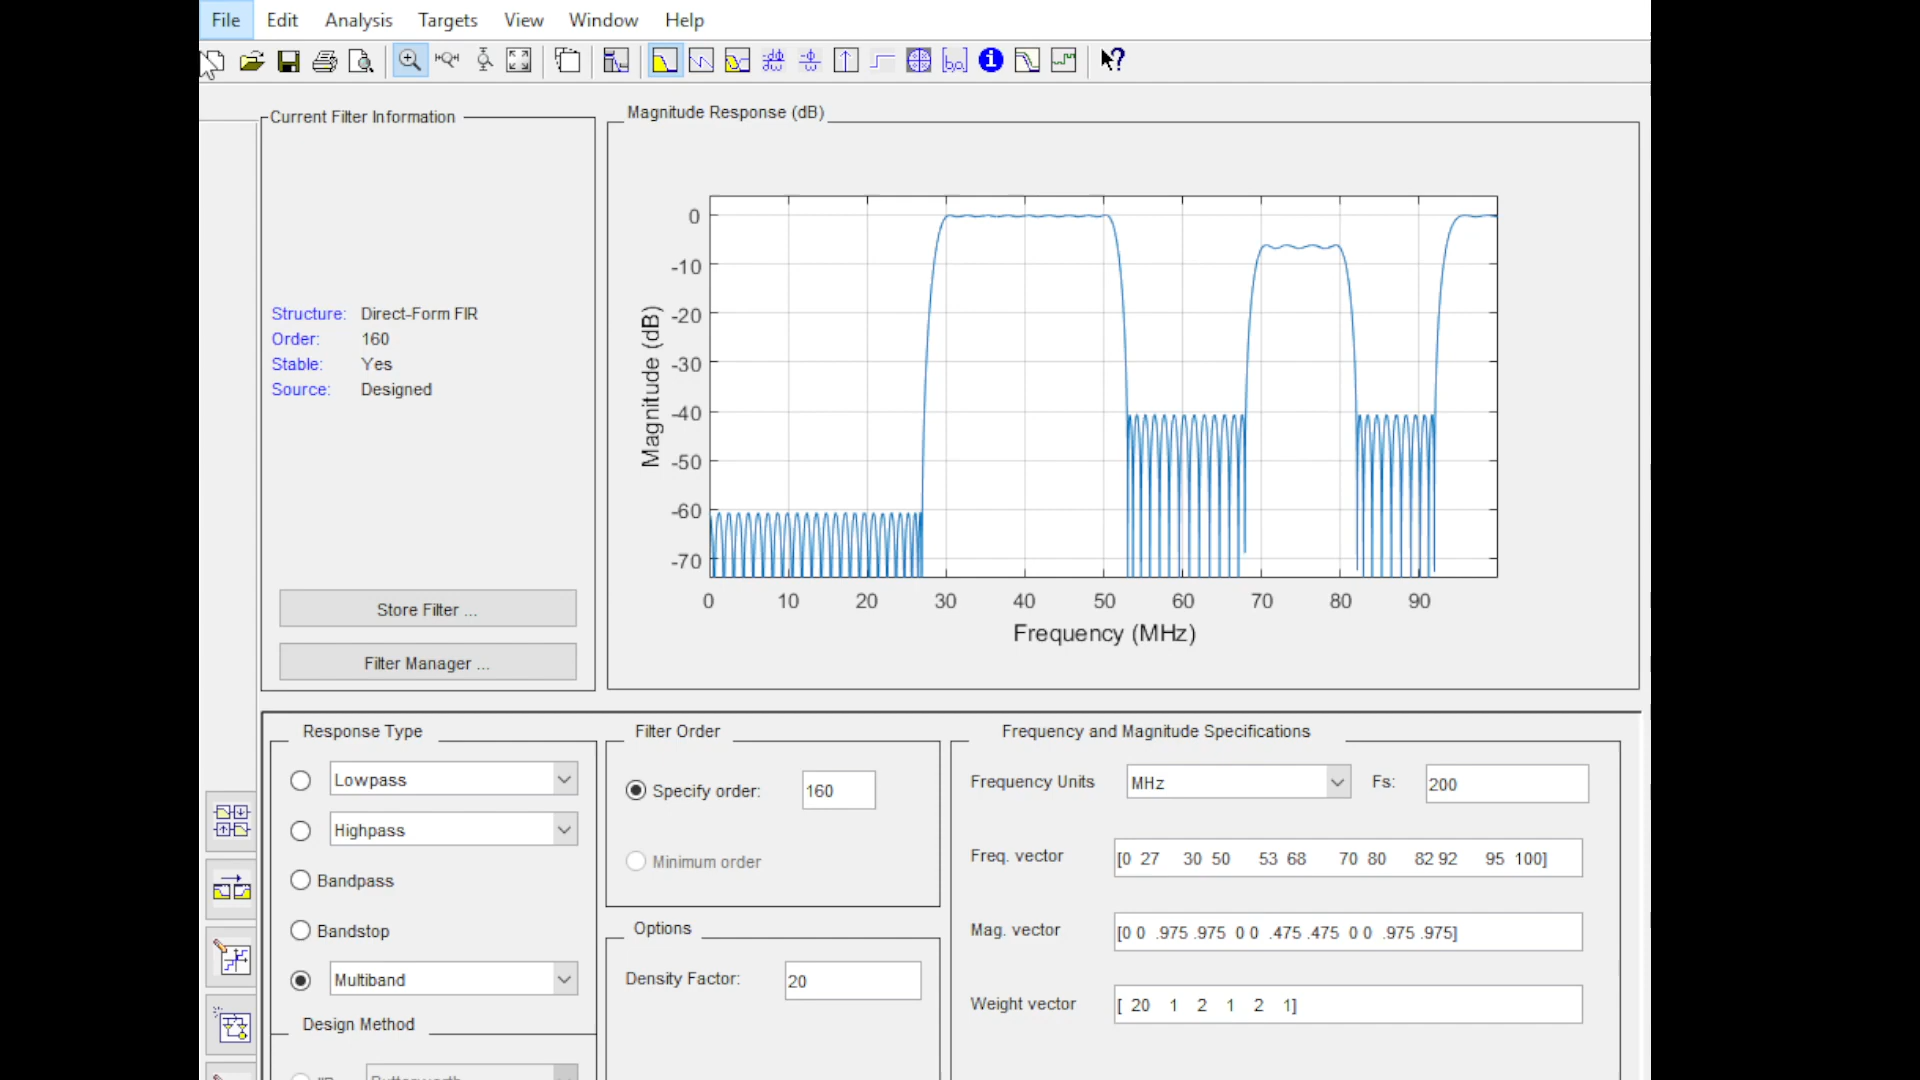 File Edit Analysis Targets View Window Help
Current Filter Information
Structure: Direct-Form FIR
Order: 160
Stable: Yes
Source: Designed
Store Filter ...
Filter Manager ...
Magnitude Response (dB)
0
-10
-20
-30
-40
-50
-60
-70
Magnitude (dB)
0 10 20 30 40 50 60 70 80 90
Frequency (MHz)
Response Type
Lowpass
Highpass
Bandpass
Bandstop
Multiband
Design Method
Filter Order
Specify order: 160
Minimum order
Options
Density Factor: 20
Frequency and Magnitude Specifications
Frequency Units MHz Fs: 200
Freq. vector [0 27 30 50 53 68 70 80 82 92 95 100]
Mag. vector [0 0 .975 .975 0 0 .475 .475 0 0 .975 .975]
Weight vector [ 20 1 2 1 2 1]